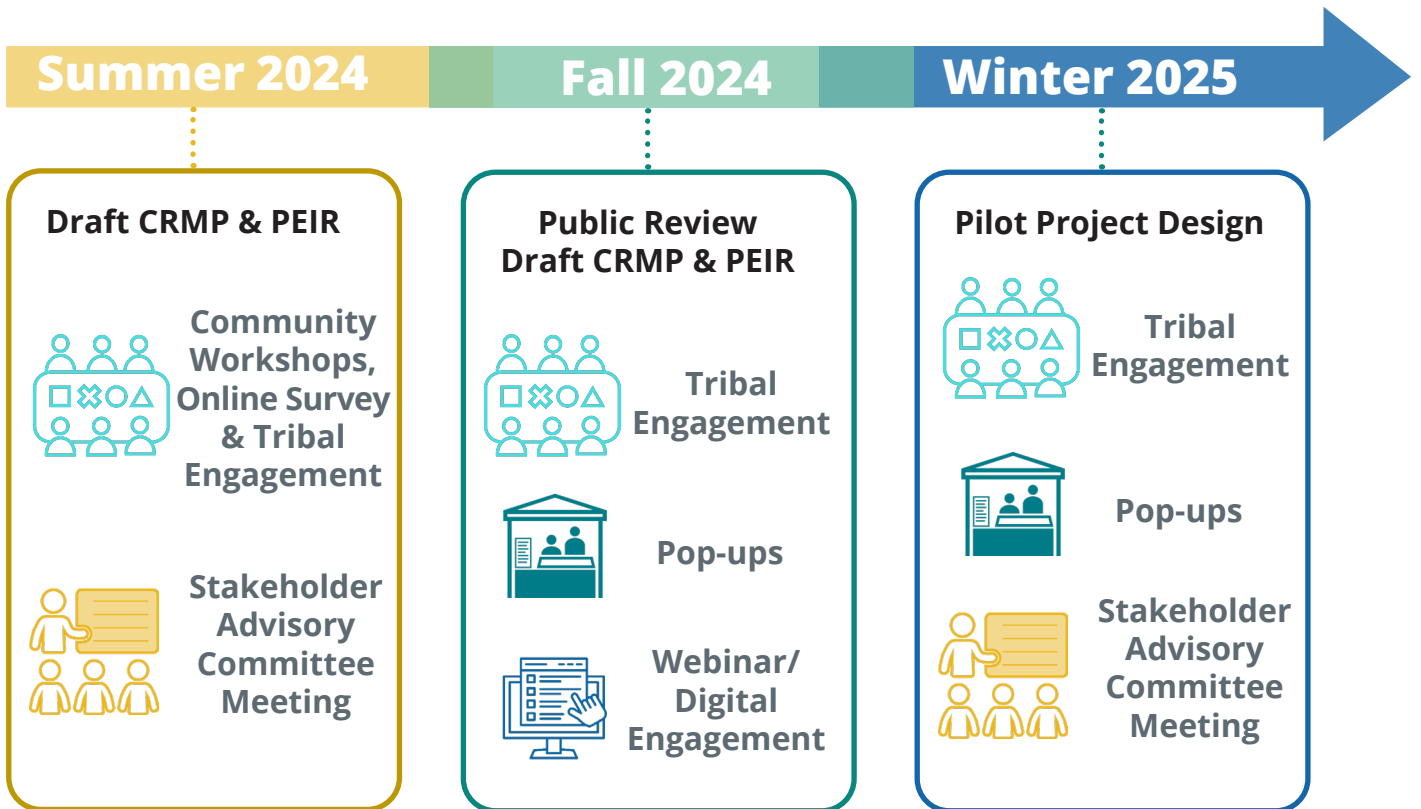 Summer 2024
Fall 2024
Winter 2025
Draft CRMP & PEIR
Community
Workshops,
Online Survey
& Tribal
Engagement
Stakeholder
Advisory
Committee
Meeting
Public Review
Draft CRMP & PEIR
Tribal
Engagement
Pop-ups
Webinar/
Digital
Engagement
Pilot Project Design
Tribal
Engagement
Pop-ups
Stakeholder
Advisory
Committee
Meeting